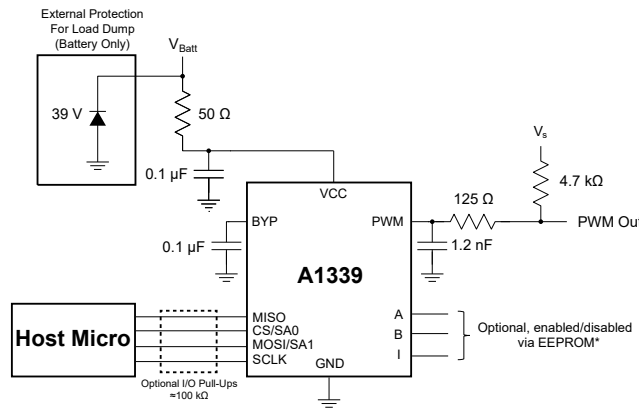 External Protection
For Load Dump
(Battery Only)
VBatt
39 V
50 Ω
0.1 µF
VCC
Vs
4.7 kΩ
125 Ω
BYP
PWM
PWM Out
0.1 µF
1.2 nF
A1339
Host Micro
MISO
CS/SA0
MOSI/SA1
SCLK
A
B
I
Optional, enabled/disabled
via EEPROM*
GND
Optional I/O Pull-Ups
≈100 kΩ